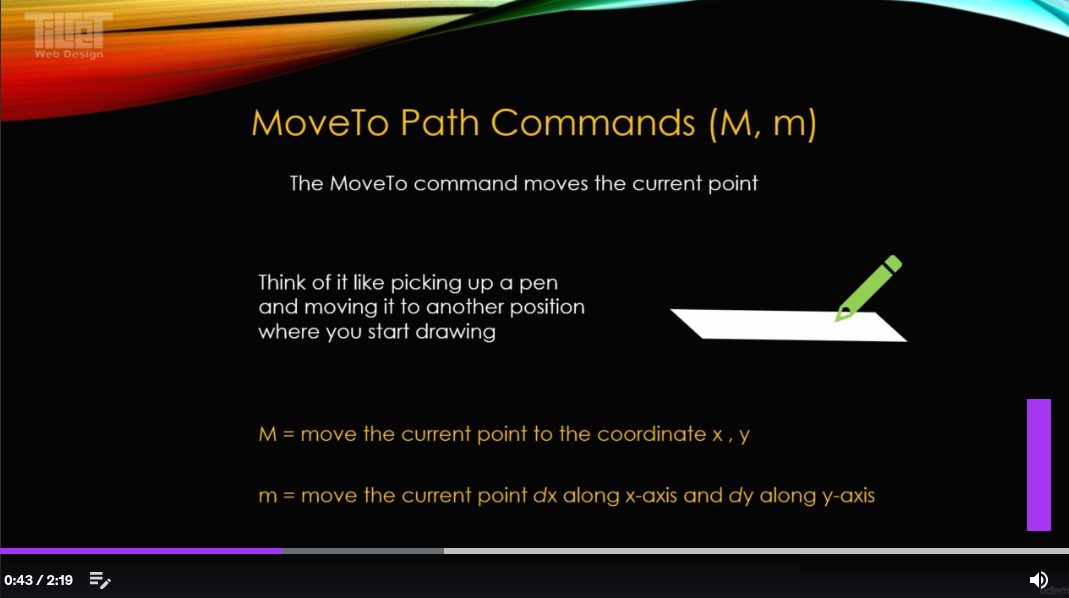 TILLET
Web Design
MoveTo Path Commands (M, m)
The MoveTo command moves the current point
Think of it like picking up a pen
and moving it to another position
where you start drawing
M = move the current point to the coordinate x , y
m = move the current point dx along x-axis and dy along y-axis
0:43 / 2:19